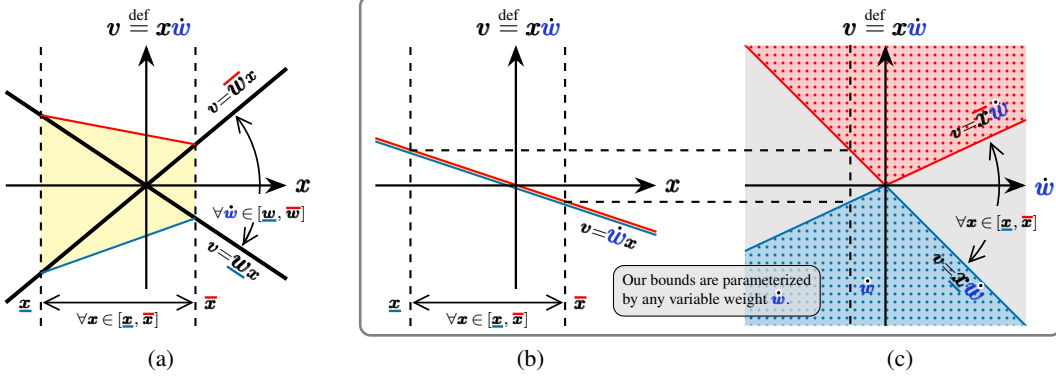 v ≝ xẇ
v=w̅x
x
∀ẇ∈[w̲, w̅]
v=w̲x
x̲
x̅
∀x∈[x̲, x̅]
(a)
v ≝ xẇ
x
v=ẇx
x̲
x̅
∀x∈[x̲, x̅]
Our bounds are parameterized
by any variable weight ẇ.
(b)
v ≝ xẇ
v=x̅ẇ
ẇ
∀x∈[x̲, x̅]
v=x̲ẇ
ẇ
(c)